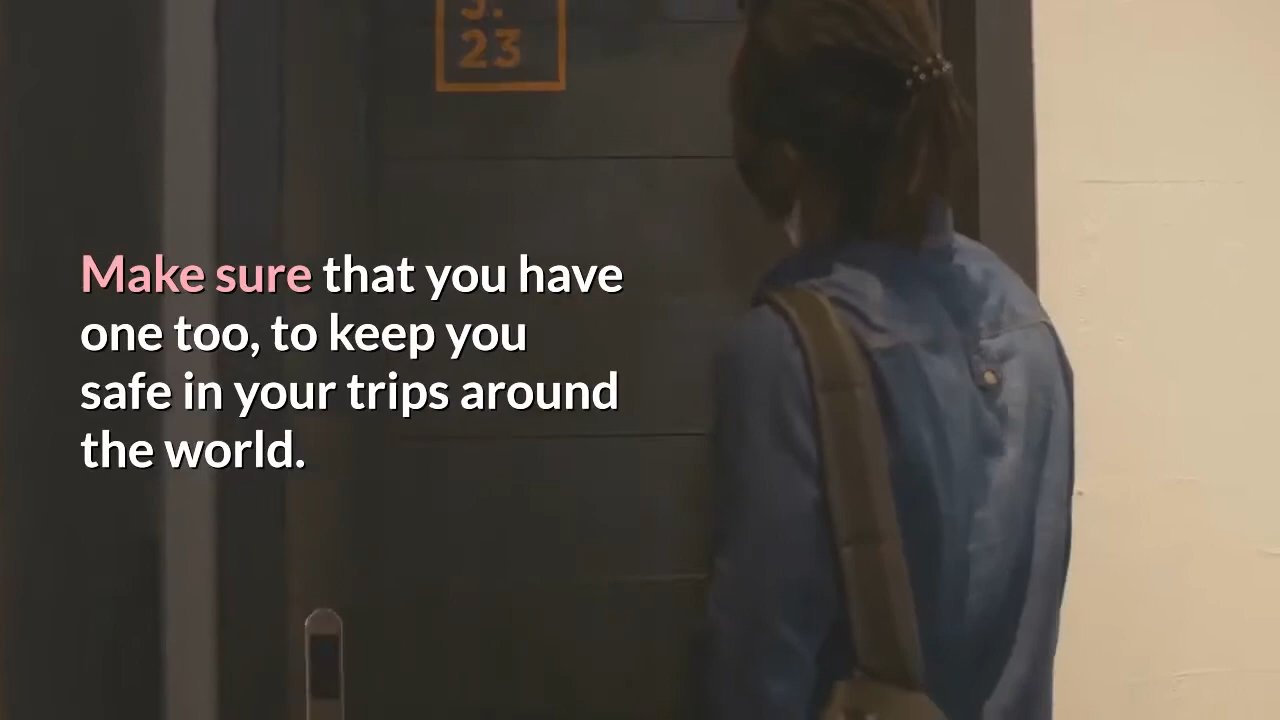 23
Make sure that you have
one too, to keep you
safe in your trips around
the world.